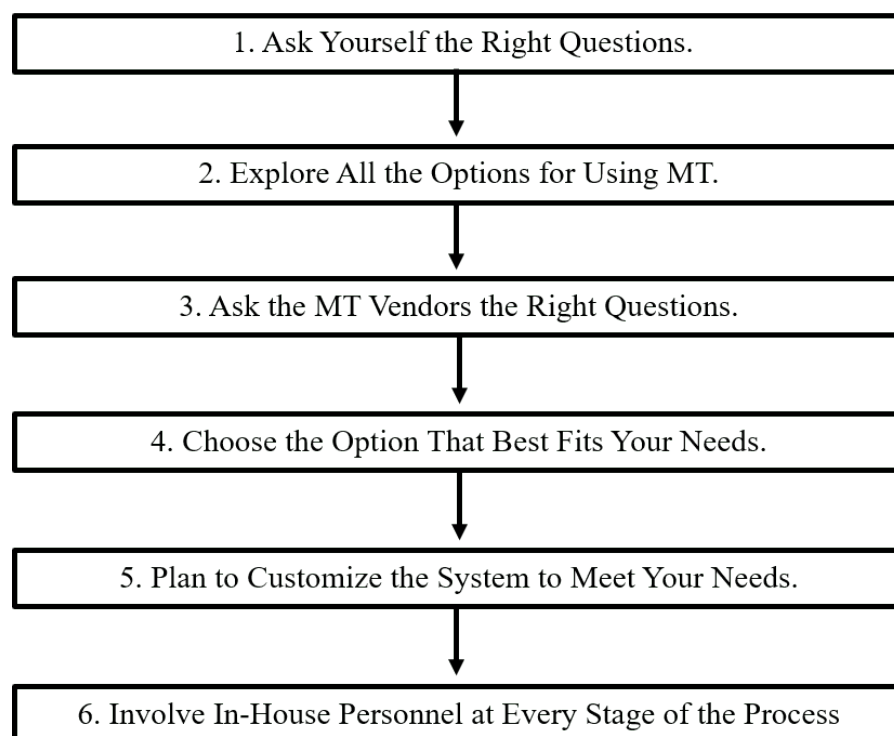 1. Ask Yourself the Right Questions.
2. Explore All the Options for Using MT.
3. Ask the MT Vendors the Right Questions.
4. Choose the Option That Best Fits Your Needs.
5. Plan to Customize the System to Meet Your Needs.
6. Involve In-House Personnel at Every Stage of the Process